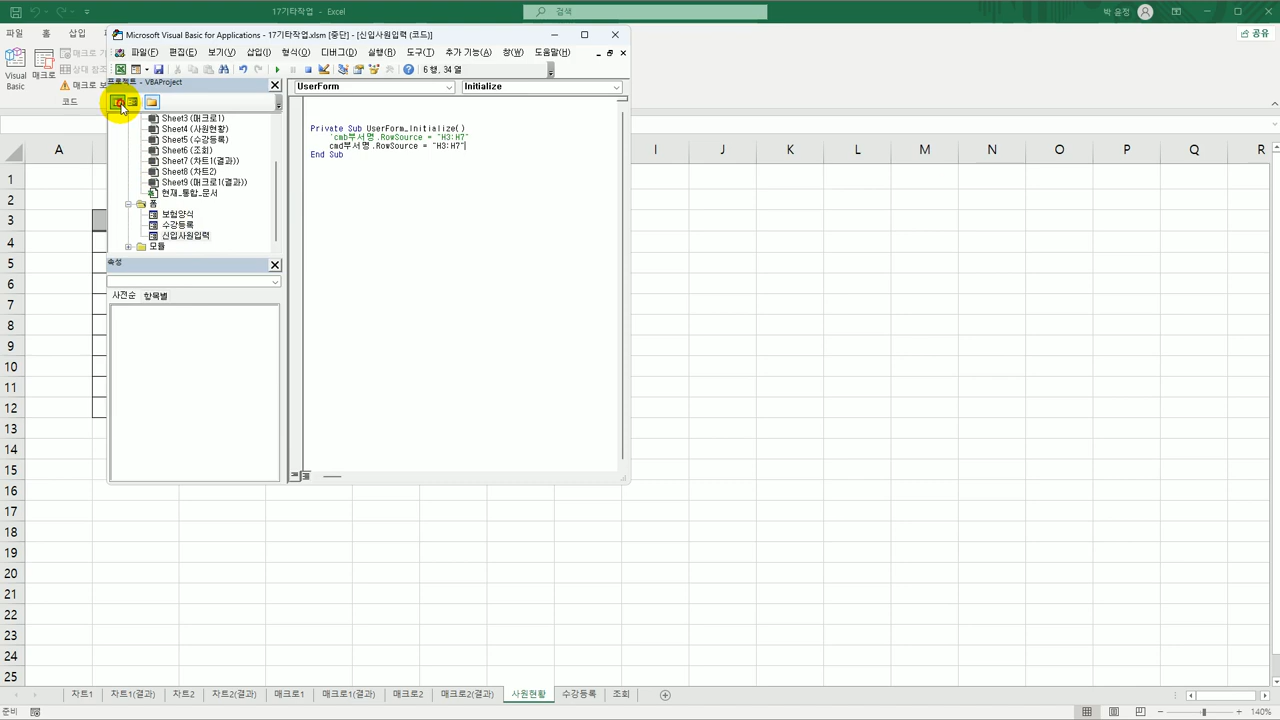 17기타작업 - Excel
검색
박 윤정
파일
홈
삽입
공유
Visual Basic
매크로
매크로 기
상대 참조
매크로 보
코드
Microsoft Visual Basic for Applications - 17기타작업.xlsm [중단] - [신입사원입력 (코드)]
파일(F) 편집(E) 보기(V) 삽입(I) 형식(O) 디버그(D) 실행(R) 도구(T) 추가 기능(A) 창(W) 도움말(H)
6 행, 34 열
프로젝트 - VBAProject
Sheet3 (매크로1)
Sheet4 (사원현황)
Sheet5 (수강등록)
Sheet6 (조회)
Sheet7 (차트1(결과))
Sheet8 (차트2)
Sheet9 (매크로1(결과))
현재_통합_문서
폼
보험양식
수강등록
신입사원입력
모듈
속성
사전순 항목별
UserForm
Initialize
Private Sub UserForm_Initialize()
'cmb부서명.RowSource = "H3:H7"
cmd부서명.RowSource = "H3:H7"
End Sub
A I J K L M N O P Q R
1
2
3
4
5
6
7
8
9
10
11
12
13
14
15
16
17
18
19
20
21
22
23
24
25
차트1 차트1(결과) 차트2 차트2(결과) 매크로1 매크로1(결과) 매크로2 매크로2(결과) 사원현황 수강등록 조회
준비
140%